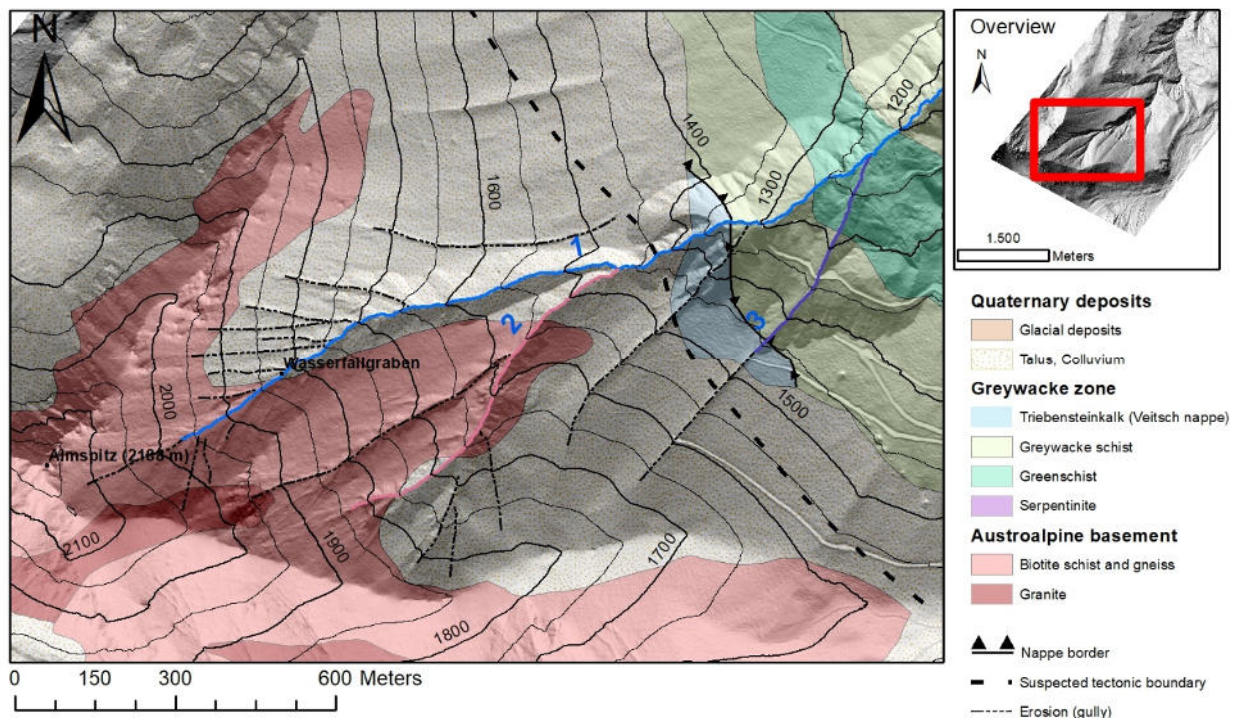 N
1400
1200
1300
1600
1
2
3
Wasserfallgraben
2000
Almspitz (2188 m)
1500
2100
1900
1700
1800
0 150 300 600 Meters
Overview
N
1.500
Meters
Quaternary deposits
Glacial deposits
Talus, Colluvium
Greywacke zone
Triebensteinkalk (Veitsch nappe)
Greywacke schist
Greenschist
Serpentinite
Austroalpine basement
Biotite schist and gneiss
Granite
Nappe border
Suspected tectonic boundary
Erosion (gully)